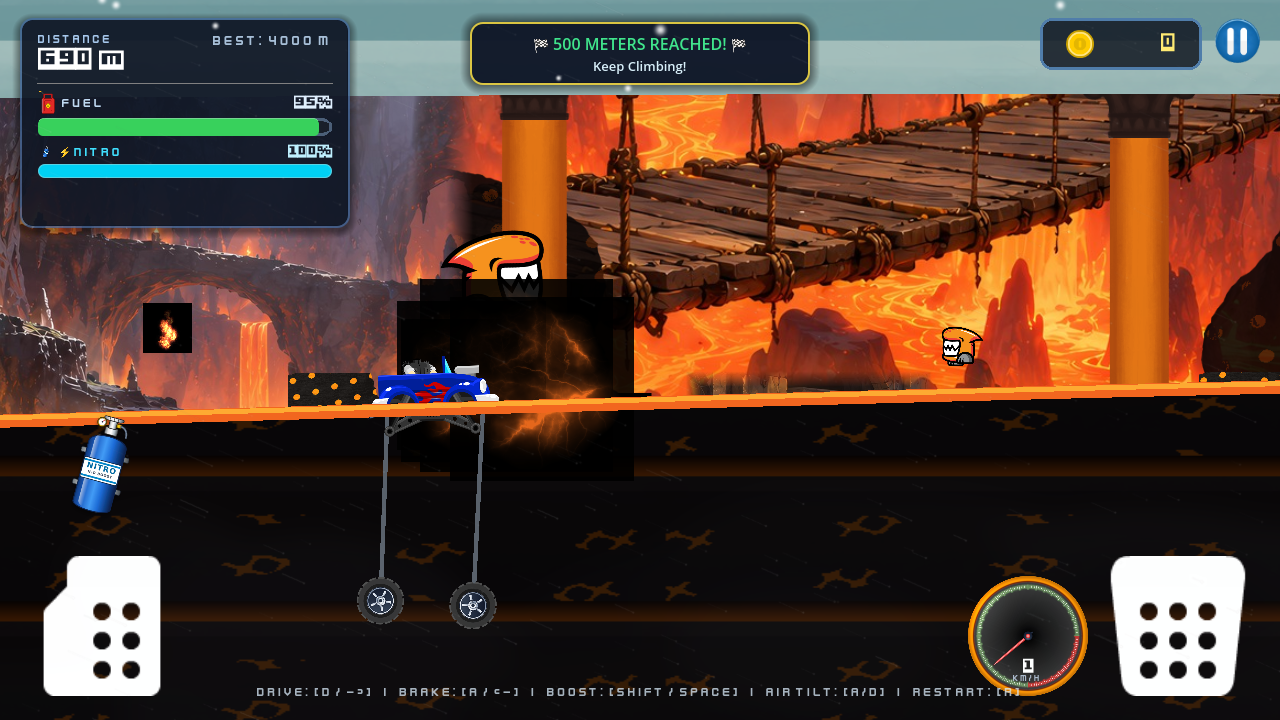 DISTANCE
BEST: 4000 M
690 m
FUEL
95%
⚡NITRO
100%
🏁 500 METERS REACHED! 🏁
Keep Climbing!
0
NITRO
1
KM/H
DRIVE: [D / ->] | BRAKE: [A / <-] | BOOST: [SHIFT / SPACE] | AIR TILT: [A/D] | RESTART: [R]